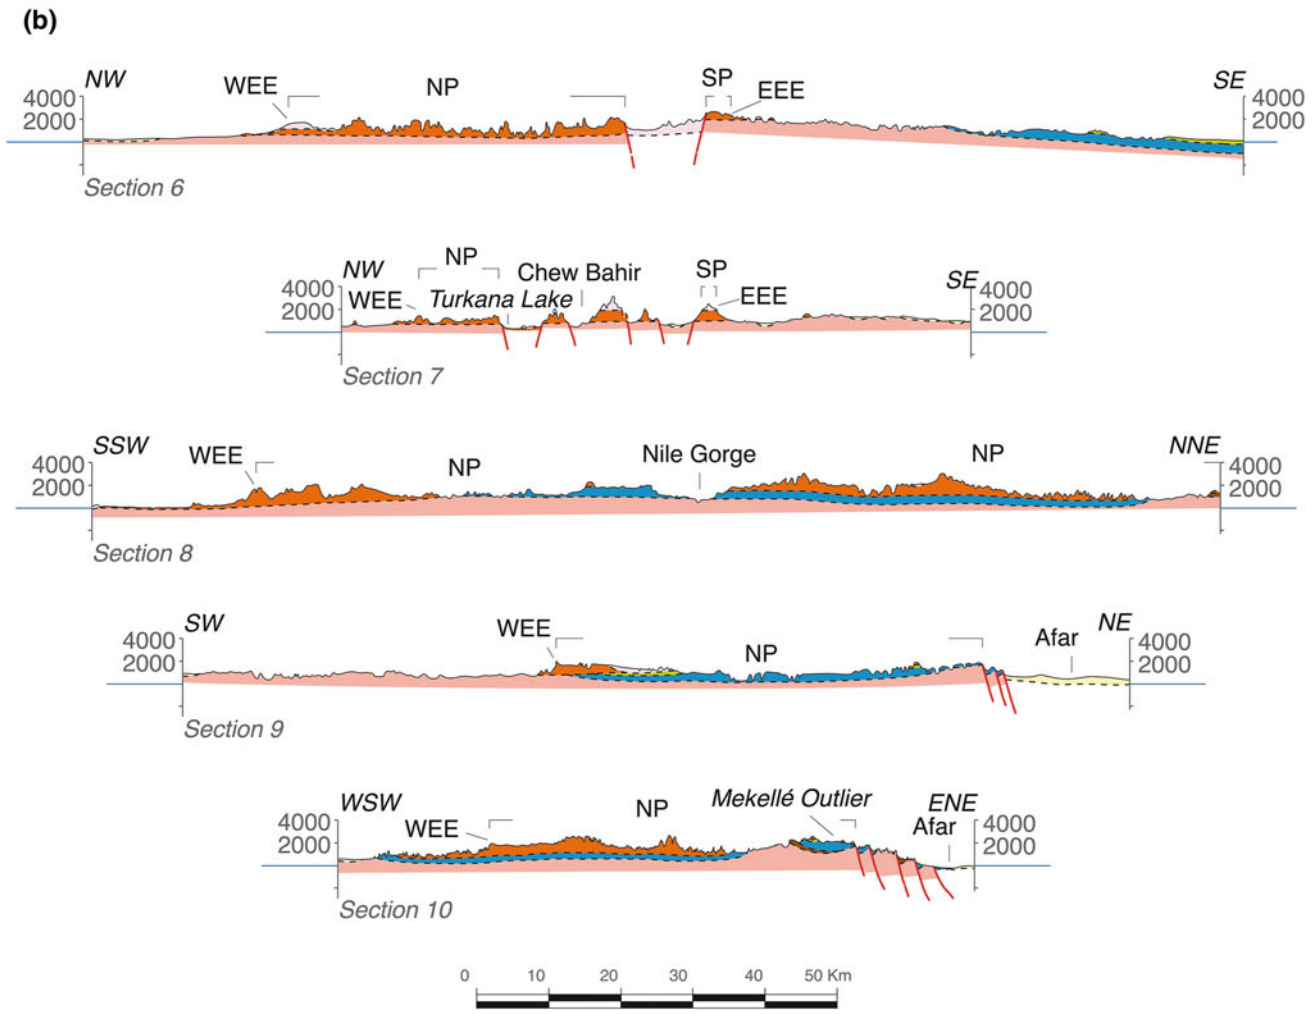 (b)
NW WEE NP SP EEE SE
4000 4000
2000 2000
Section 6
NW NP Chew Bahir SP SE
4000 WEE Turkana Lake EEE 4000
2000 2000
Section 7
SSW WEE NP Nile Gorge NP NNE
4000 4000
2000 2000
Section 8
SW WEE NP Afar NE
4000 4000
2000 2000
Section 9
WSW NP Mekellé Outlier ENE
4000 WEE Afar 4000
2000 2000
Section 10
0 10 20 30 40 50 Km